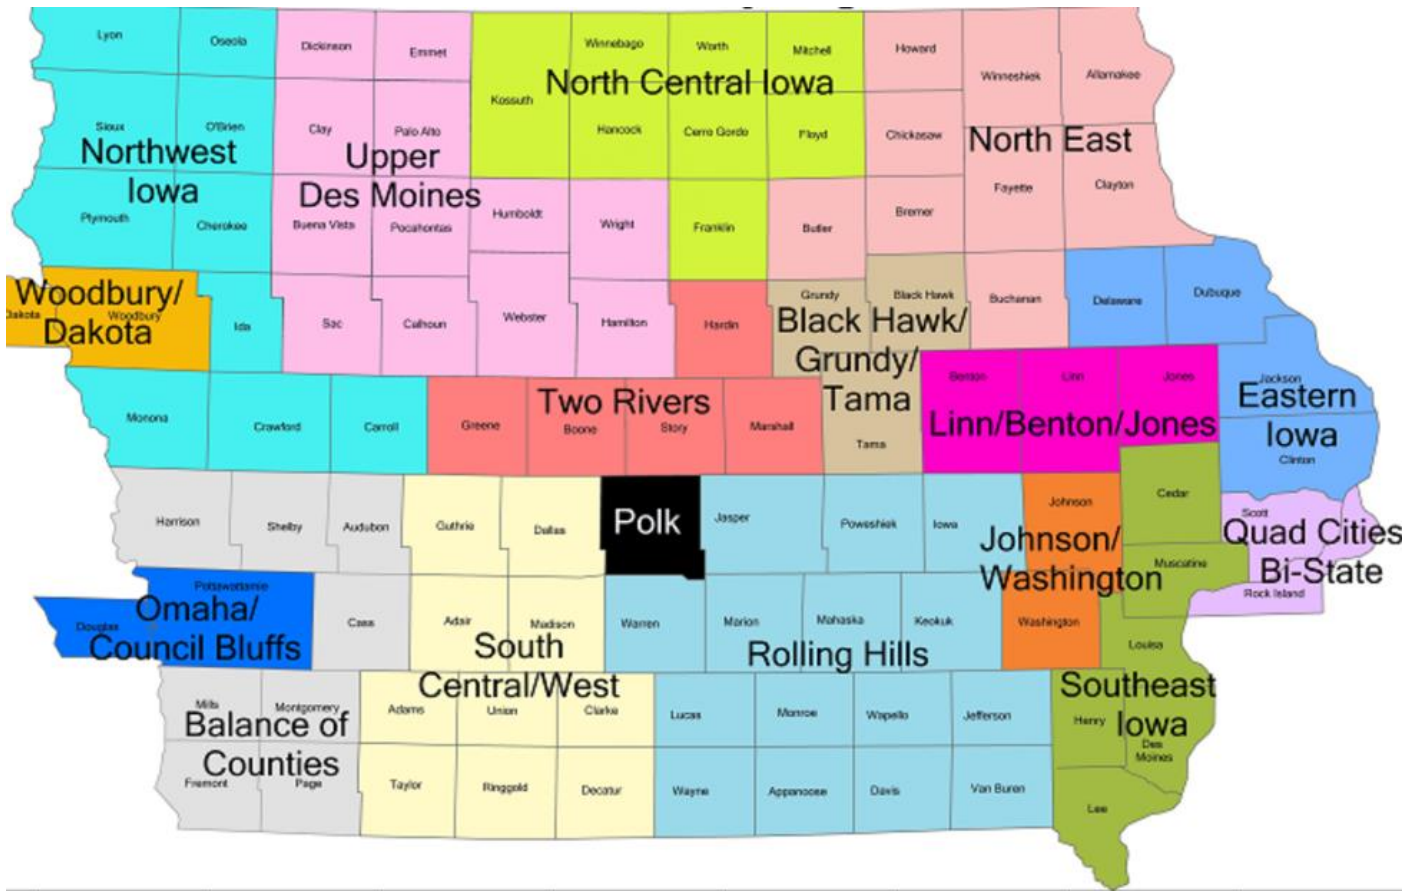 Lyon
Osceola
Dickinson
Emmet
Kossuth
Winnebago
Worth
Mitchell
Howard
Winneshiek
Allamakee
North Central Iowa
Sioux
O'Brien
Clay
Palo Alto
Hancock
Cerro Gordo
Floyd
Chickasaw
North East
Northwest
Iowa
Upper
Des Moines
Plymouth
Cherokee
Buena Vista
Pocahontas
Humboldt
Wright
Franklin
Butler
Bremer
Fayette
Clayton
Woodbury/
Dakota
Dakota
Woodbury
Ida
Sac
Calhoun
Webster
Hamilton
Hardin
Grundy
Black Hawk
Black Hawk/
Grundy/
Tama
Buchanan
Delaware
Dubuque
Monona
Crawford
Carroll
Two Rivers
Greene
Boone
Story
Marshall
Tama
Benton
Linn
Jones
Linn/Benton/Jones
Jackson
Eastern
Iowa
Clinton
Harrison
Shelby
Audubon
Guthrie
Dallas
Polk
Jasper
Poweshiek
Iowa
Johnson
Johnson/
Washington
Cedar
Scott
Quad Cities
Bi-State
Rock Island
Muscatine
Pottawattamie
Omaha/
Council Bluffs
Douglas
Cass
Adair
Madison
South
Central/West
Warren
Marion
Mahaska
Keokuk
Rolling Hills
Washington
Louisa
Southeast
Iowa
Mills
Montgomery
Balance of
Counties
Fremont
Page
Adams
Union
Clarke
Lucas
Monroe
Wapello
Jefferson
Henry
Des
Moines
Taylor
Ringgold
Decatur
Wayne
Appanoose
Davis
Van Buren
Lee